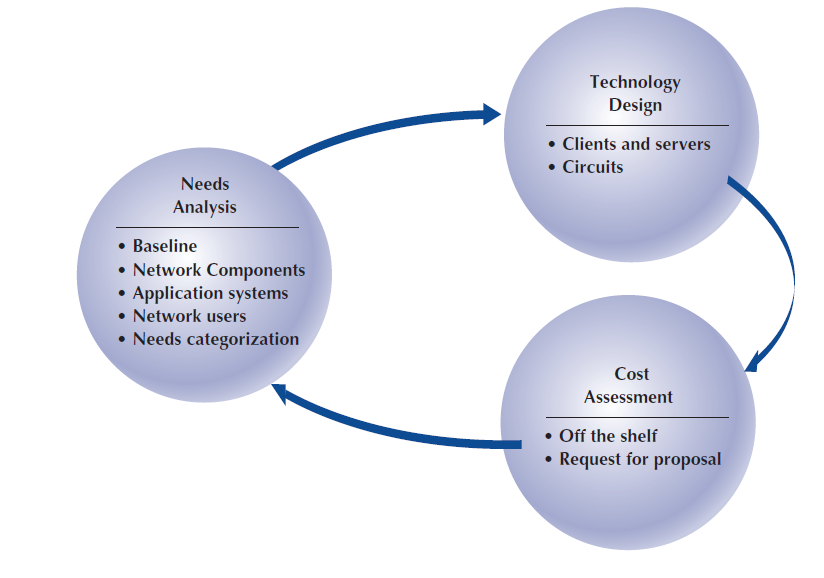 Needs
Analysis
• Baseline
• Network Components
• Application systems
• Network users
• Needs categorization
Technology
Design
• Clients and servers
• Circuits
Cost
Assessment
• Off the shelf
• Request for proposal